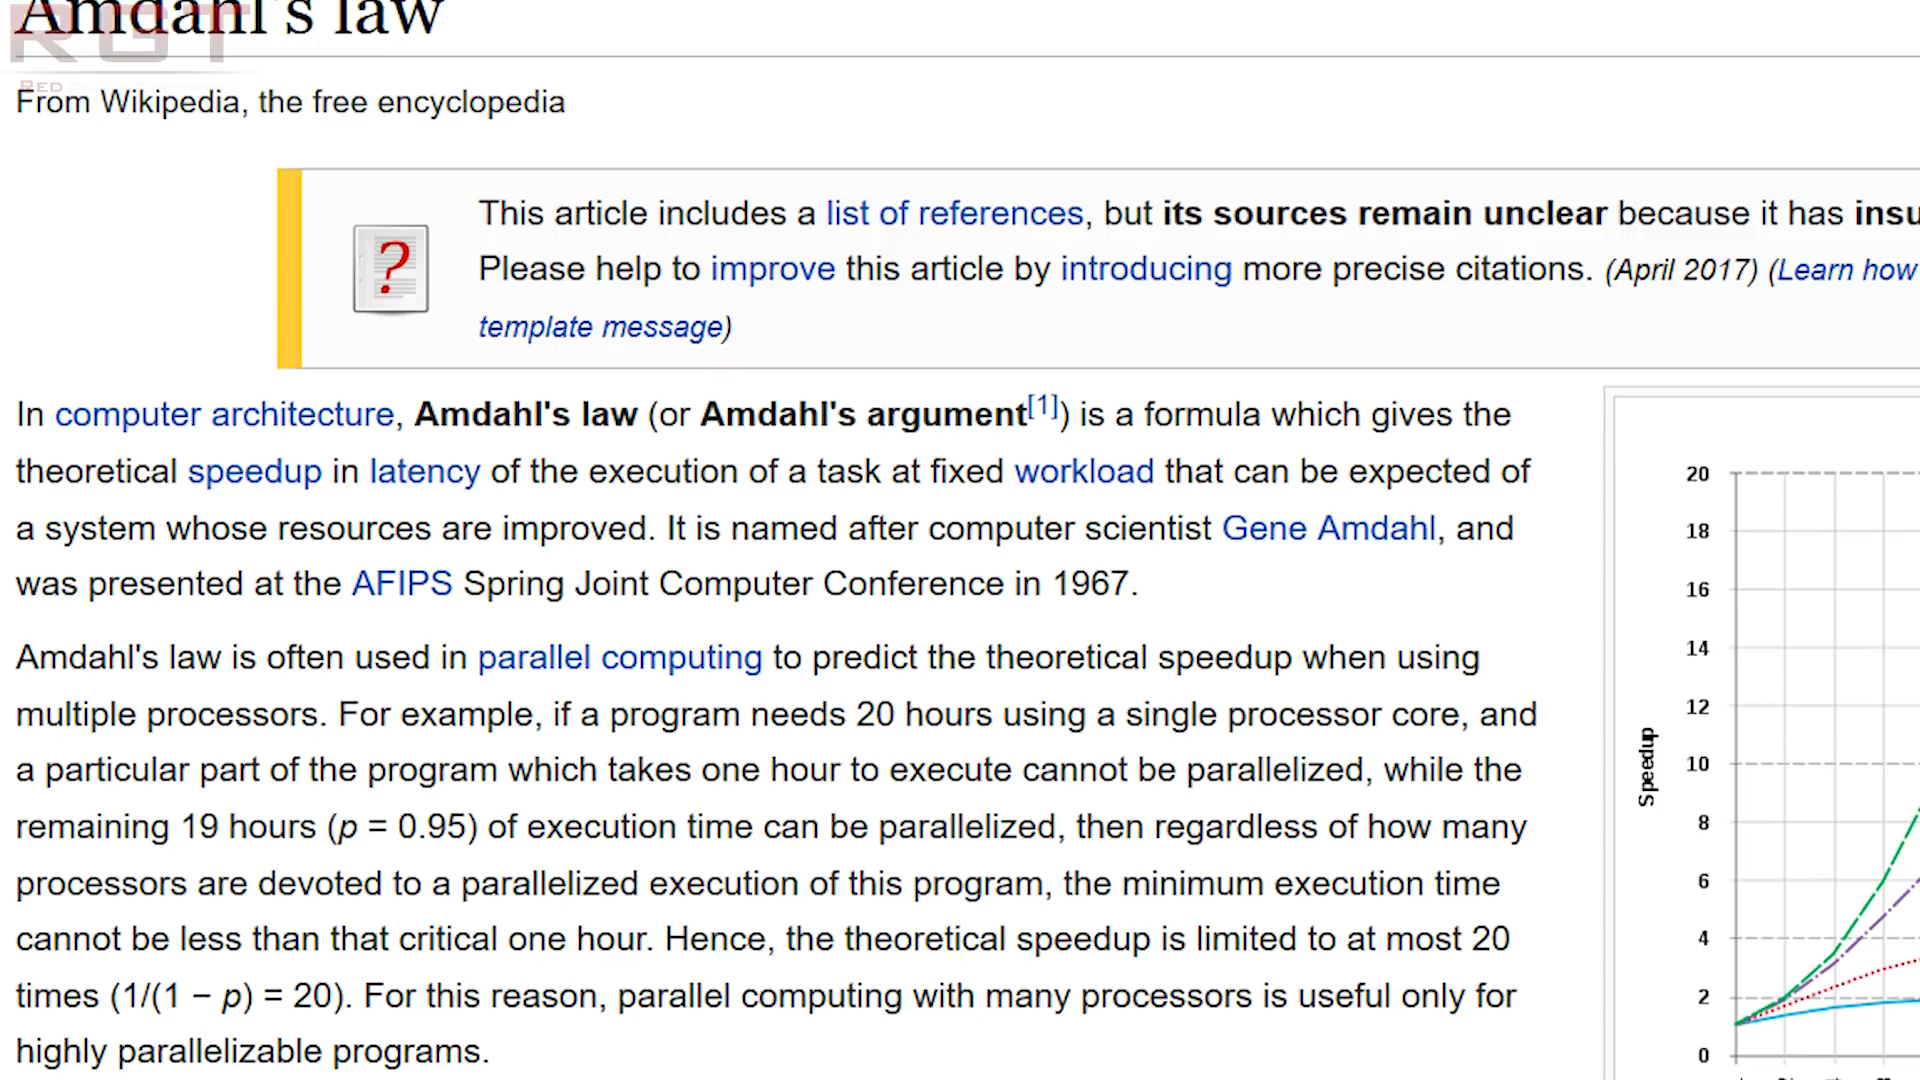 Amdahl's law
RGT
RED
From Wikipedia, the free encyclopedia
This article includes a list of references, but its sources remain unclear because it has
Please help to improve this article by introducing more precise citations. (April 2017) (Learn how
template message)
?
In computer architecture, Amdahl's law (or Amdahl's argument[1]) is a formula which gives the
theoretical speedup in latency of the execution of a task at fixed workload that can be expected of
a system whose resources are improved. It is named after computer scientist Gene Amdahl, and
was presented at the AFIPS Spring Joint Computer Conference in 1967.
Amdahl's law is often used in parallel computing to predict the theoretical speedup when using
multiple processors. For example, if a program needs 20 hours using a single processor core, and
a particular part of the program which takes one hour to execute cannot be parallelized, while the
remaining 19 hours (p = 0.95) of execution time can be parallelized, then regardless of how many
processors are devoted to a parallelized execution of this program, the minimum execution time
cannot be less than that critical one hour. Hence, the theoretical speedup is limited to at most 20
times (1/(1 − p) = 20). For this reason, parallel computing with many processors is useful only for
highly parallelizable programs.
20
18
16
14
12
10
8
6
4
2
0
Speedup